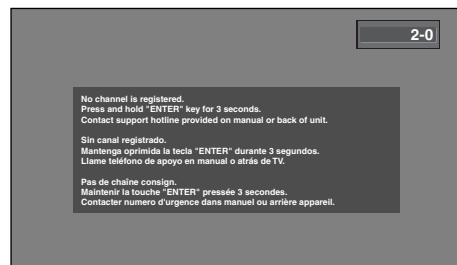 2-0
No channel is registered.
Press and hold "ENTER" key for 3 seconds.
Contact support hotline provided on manual or back of unit.
Sin canal registrado.
Mantenga oprimida la tecla "ENTER" durante 3 segundos.
Llame teléfono de apoyo en manual o atrás de TV.
Pas de chaîne consign.
Maintenir la touche "ENTER" pressée 3 secondes.
Contacter numero d'urgence dans manuel ou arrière appareil.